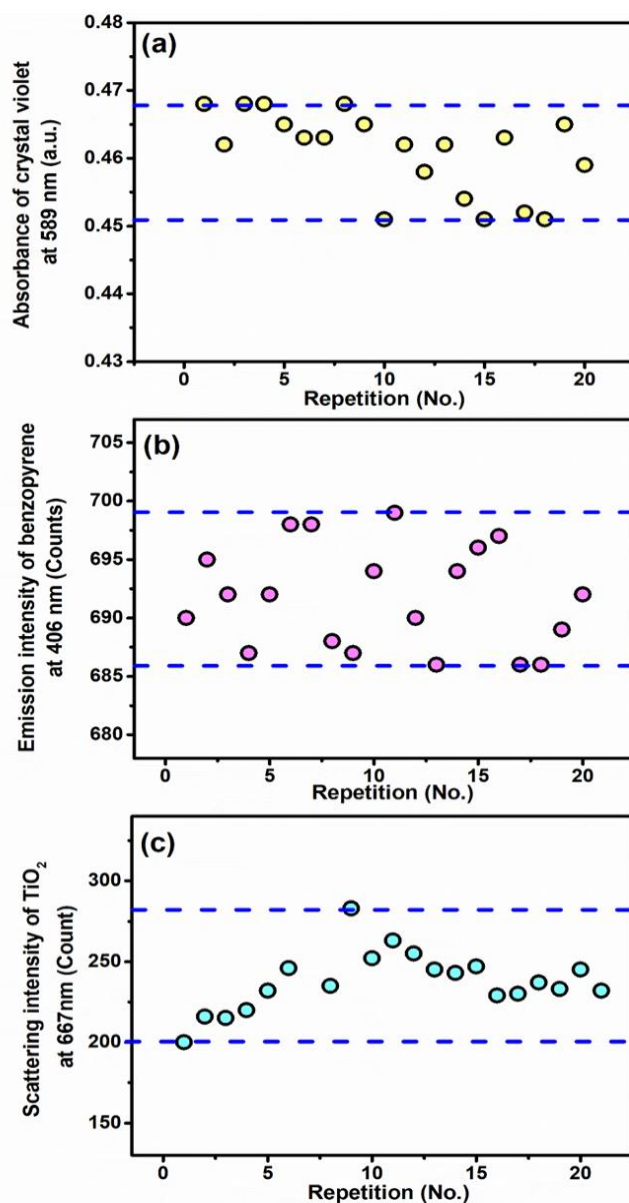 (a)
Absorbance of crystal violet
at 589 nm (a.u.)
0.48
0.47
0.46
0.45
0.44
0.43
0
5
10
15
20
Repetition (No.)
(b)
Emission intensity of benzopyrene
at 406 nm (Counts)
705
700
695
690
685
680
0
5
10
15
20
Repetition (No.)
(c)
Scattering intensity of TiO₂
at 667nm (Count)
300
250
200
150
0
5
10
15
20
Repetition (No.)